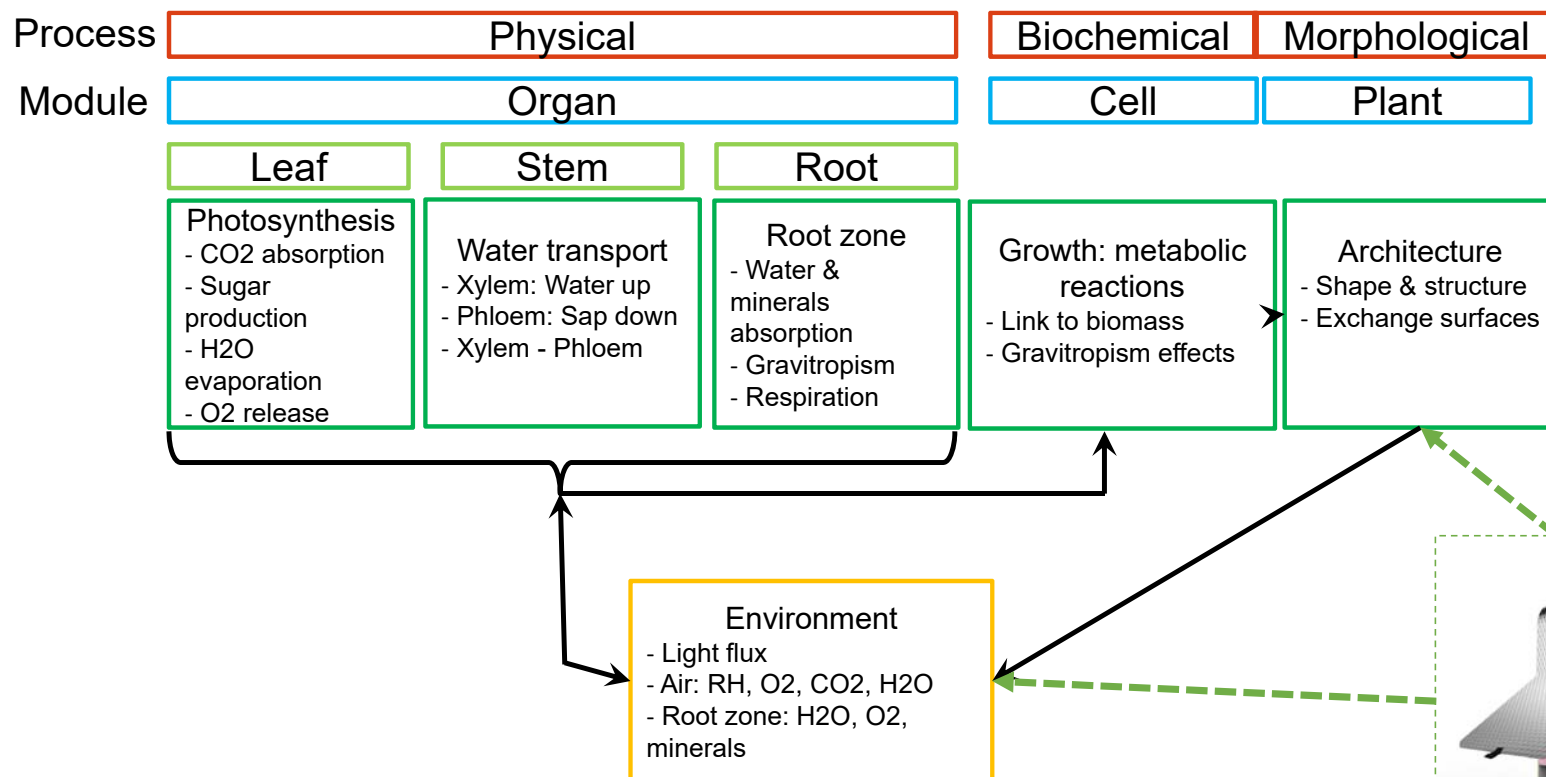 Process Physical Biochemical Morphological
Module Organ Cell Plant
Leaf Stem Root
Photosynthesis
- CO2 absorption
- Sugar
production
- H2O
evaporation
- O2 release
Water transport
- Xylem: Water up
- Phloem: Sap down
- Xylem - Phloem
Root zone
- Water &
minerals
absorption
- Gravitropism
- Respiration
Growth: metabolic
reactions
- Link to biomass
- Gravitropism effects
Architecture
- Shape & structure
- Exchange surfaces
Environment
- Light flux
- Air: RH, O2, CO2, H2O
- Root zone: H2O, O2,
minerals